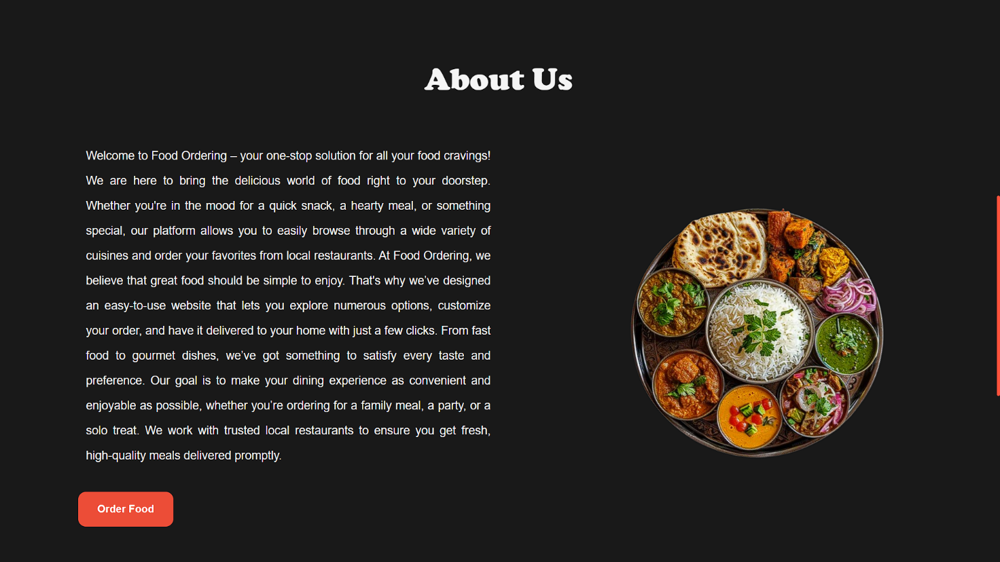 About Us
Welcome to Food Ordering – your one-stop solution for all your food cravings!
We are here to bring the delicious world of food right to your doorstep.
Whether you're in the mood for a quick snack, a hearty meal, or something
special, our platform allows you to easily browse through a wide variety of
cuisines and order your favorites from local restaurants. At Food Ordering, we
believe that great food should be simple to enjoy. That's why we’ve designed
an easy-to-use website that lets you explore numerous options, customize
your order, and have it delivered to your home with just a few clicks. From fast
food to gourmet dishes, we’ve got something to satisfy every taste and
preference. Our goal is to make your dining experience as convenient and
enjoyable as possible, whether you’re ordering for a family meal, a party, or a
solo treat. We work with trusted local restaurants to ensure you get fresh,
high-quality meals delivered promptly.
Order Food